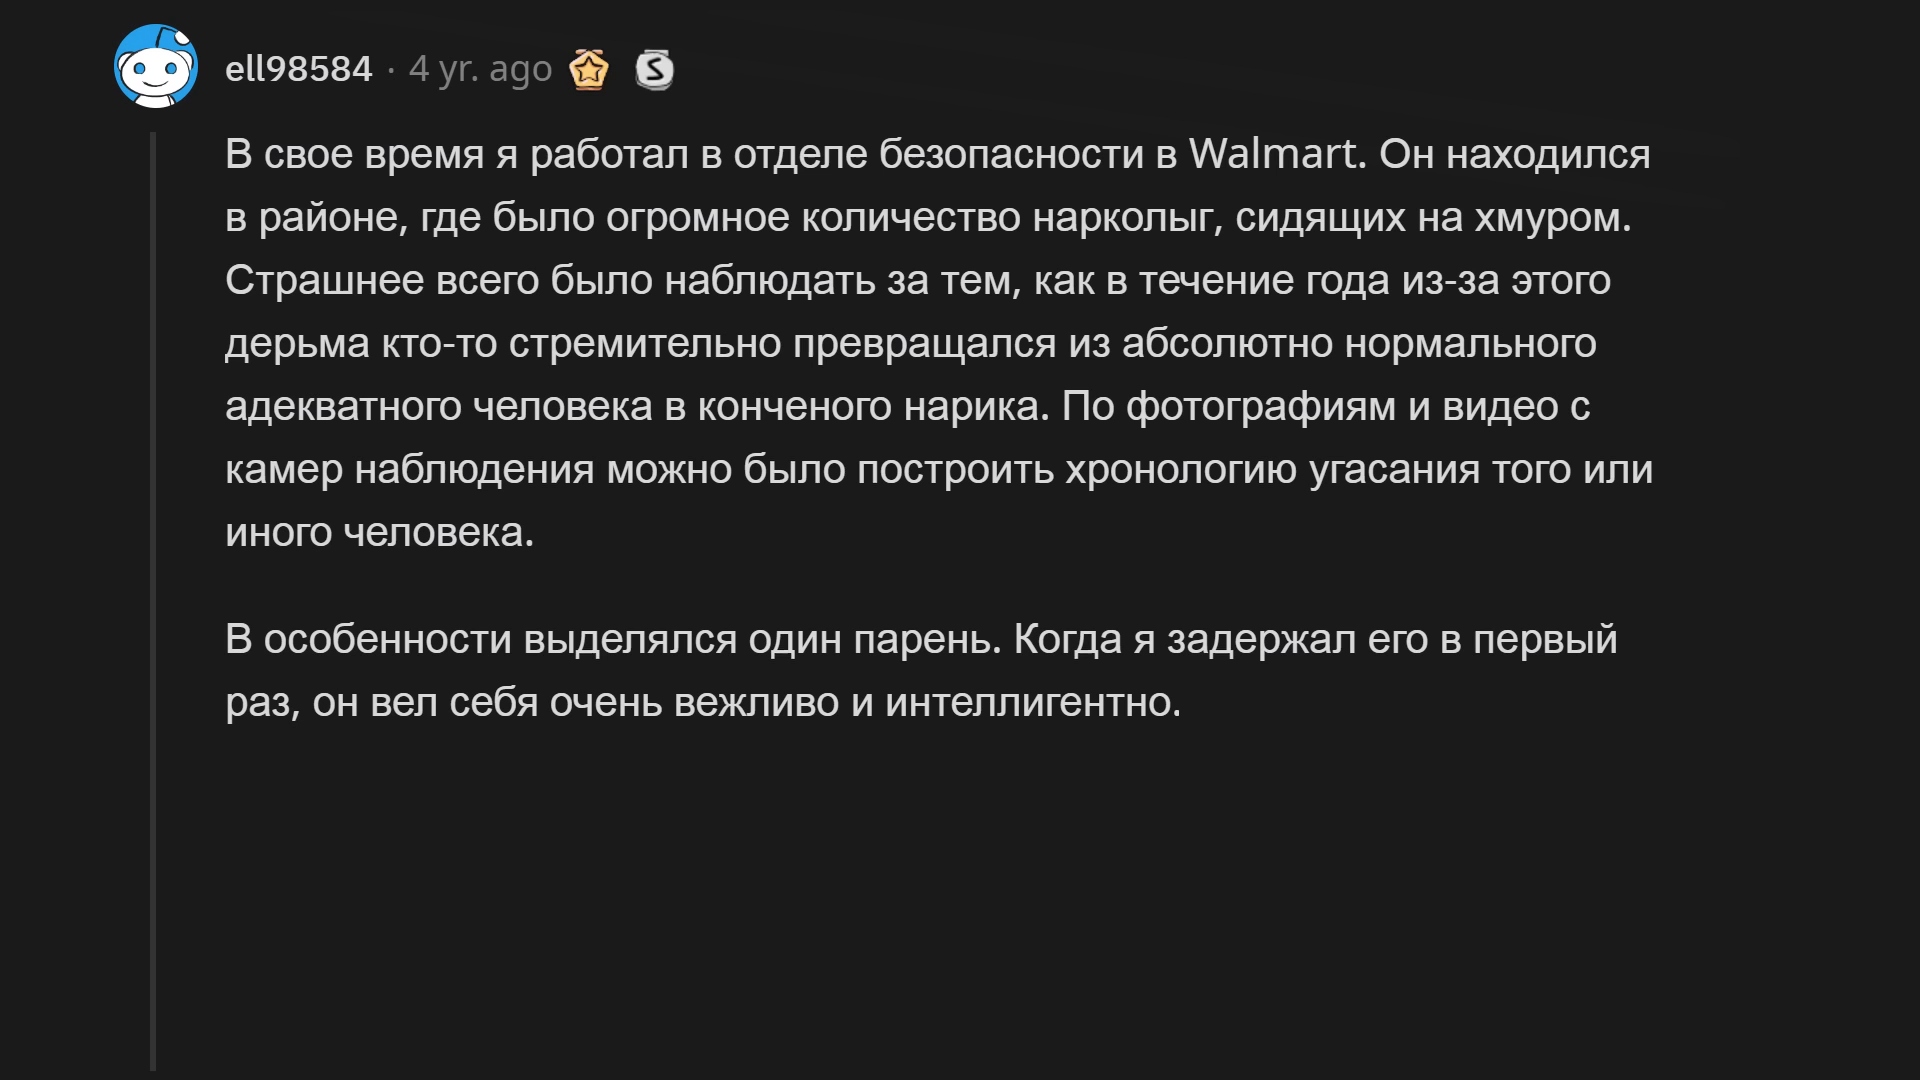 ell98584 · 4 yr. ago
В свое время я работал в отделе безопасности в Walmart. Он находился
в районе, где было огромное количество нарколыг, сидящих на хмуром.
Страшнее всего было наблюдать за тем, как в течение года из-за этого
дерьма кто-то стремительно превращался из абсолютно нормального
адекватного человека в конченого нарика. По фотографиям и видео с
камер наблюдения можно было построить хронологию угасания того или
иного человека.
В особенности выделялся один парень. Когда я задержал его в первый
раз, он вел себя очень вежливо и интеллигентно.